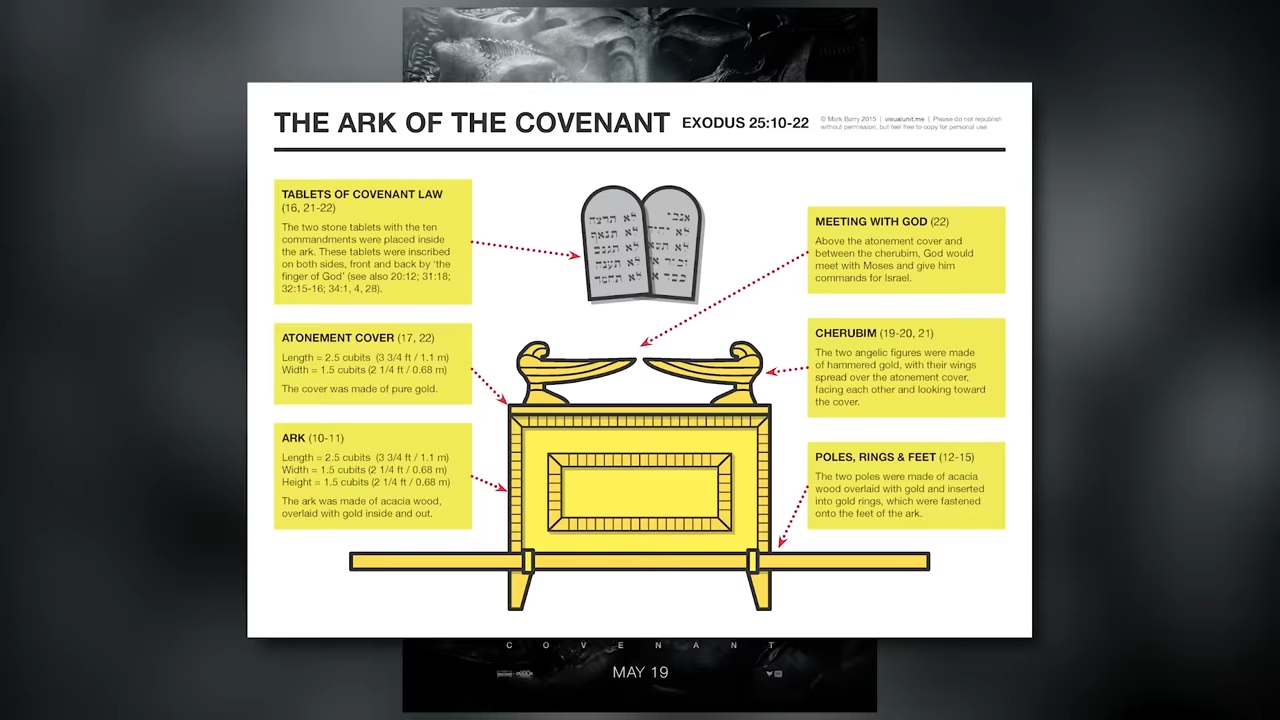 THE ARK OF THE COVENANT EXODUS 25:10-22
© Mark Barry 2015 | visualunit.me | Please do not republish
without permission, but feel free to copy for personal use.
TABLETS OF COVENANT LAW
(16, 21-22)
The two stone tablets with the ten
commandments were placed inside
the ark. These tablets were inscribed
on both sides, front and back by ‘the
finger of God’ (see also 20:12; 31:18;
32:15-16; 34:1, 4, 28).
ATONEMENT COVER (17, 22)
Length = 2.5 cubits (3 3/4 ft / 1.1 m)
Width = 1.5 cubits (2 1/4 ft / 0.68 m)
The cover was made of pure gold.
ARK (10-11)
Length = 2.5 cubits (3 3/4 ft / 1.1 m)
Width = 1.5 cubits (2 1/4 ft / 0.68 m)
Height = 1.5 cubits (2 1/4 ft / 0.68 m)
The ark was made of acacia wood,
overlaid with gold inside and out.
אנכי
לא תרצח
לא תנאף
לא תגנב
לא תענה
לא תחמד
MEETING WITH GOD (22)
Above the atonement cover and
between the cherubim, God would
meet with Moses and give him
commands for Israel.
CHERUBIM (19-20, 21)
The two angelic figures were made
of hammered gold, with their wings
spread over the atonement cover,
facing each other and looking toward
the cover.
POLES, RINGS & FEET (12-15)
The two poles were made of acacia
wood overlaid with gold and inserted
into gold rings, which were fastened
onto the feet of the ark.
COVENANT
MAY 19